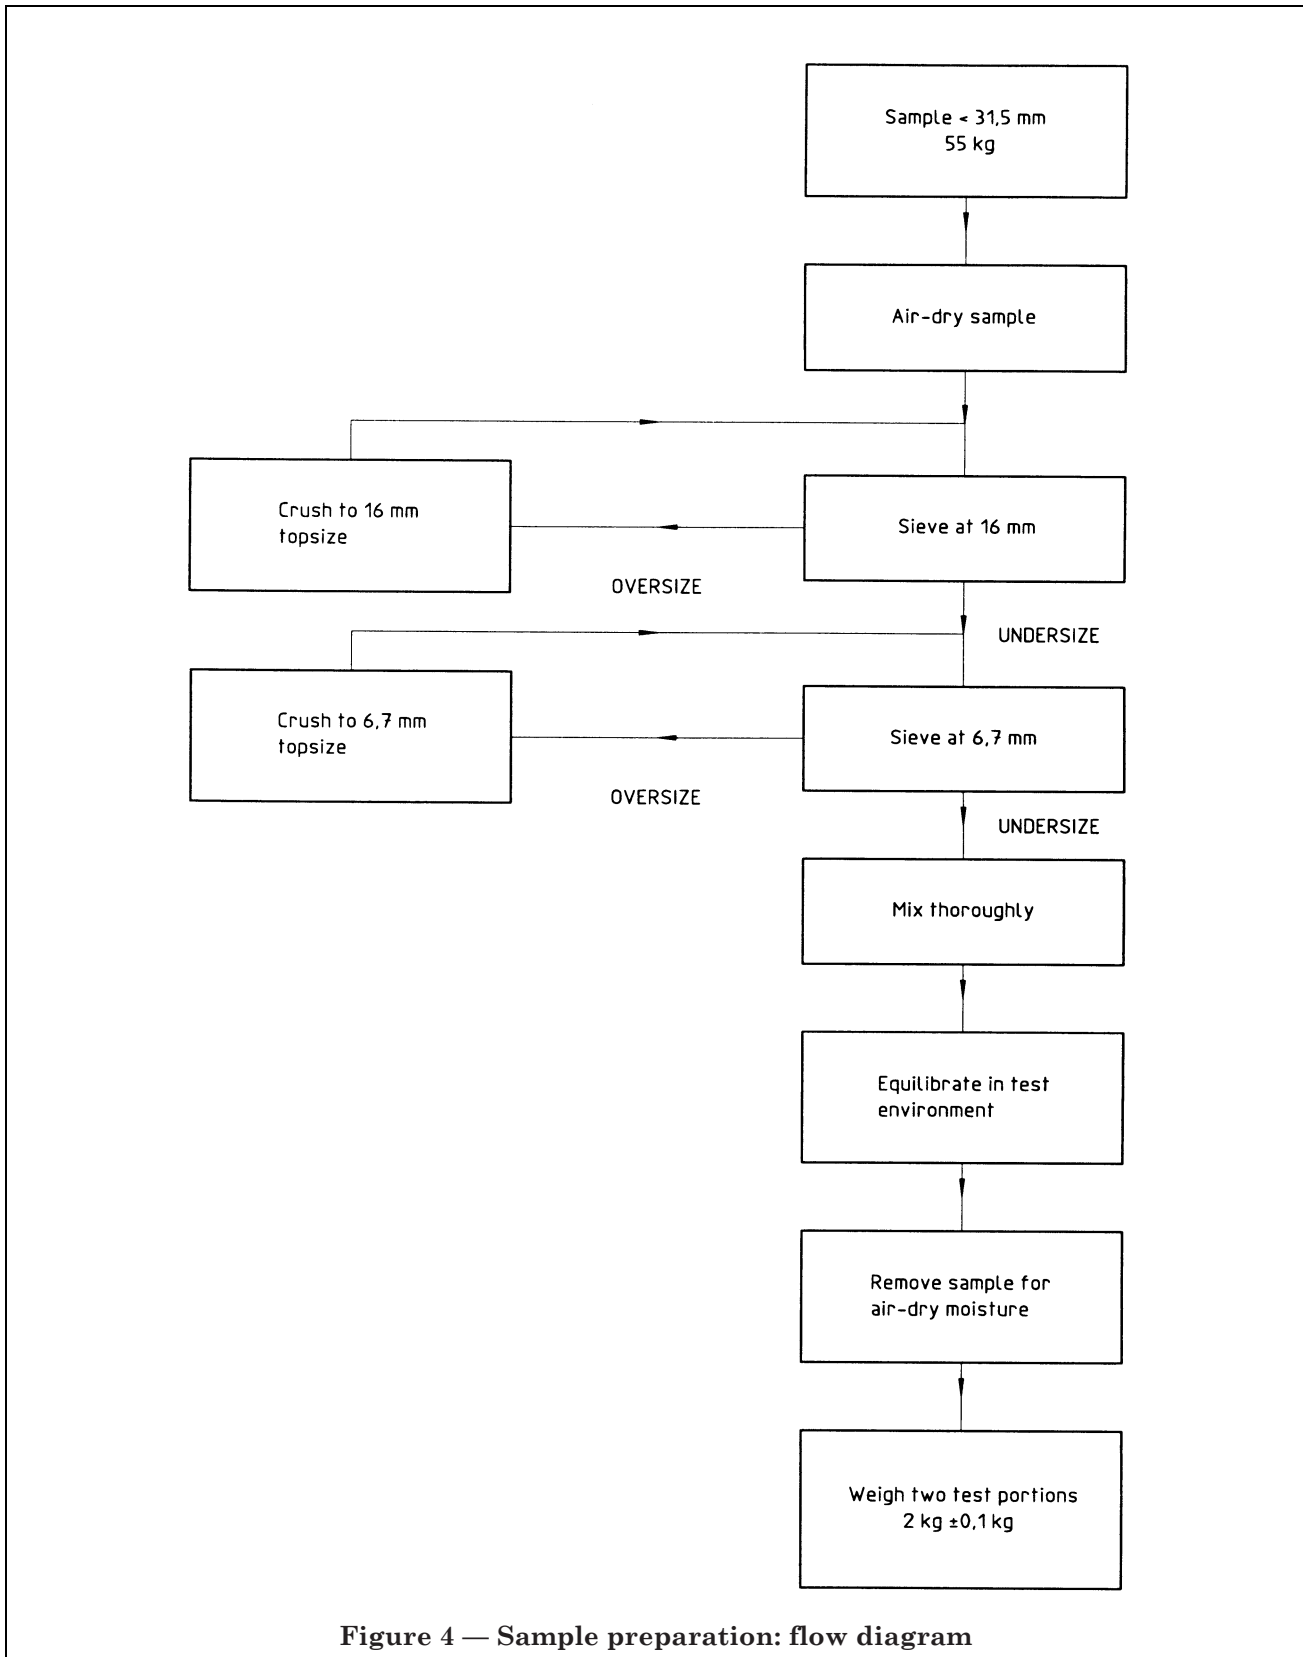 Sample < 31,5 mm
55 kg
Air-dry sample
Crush to 16 mm
topsize
Sieve at 16 mm
OVERSIZE
UNDERSIZE
Crush to 6,7 mm
topsize
Sieve at 6,7 mm
OVERSIZE
UNDERSIZE
Mix thoroughly
Equilibrate in test
environment
Remove sample for
air-dry moisture
Weigh two test portions
2 kg ±0,1 kg
Figure 4 — Sample preparation: flow diagram